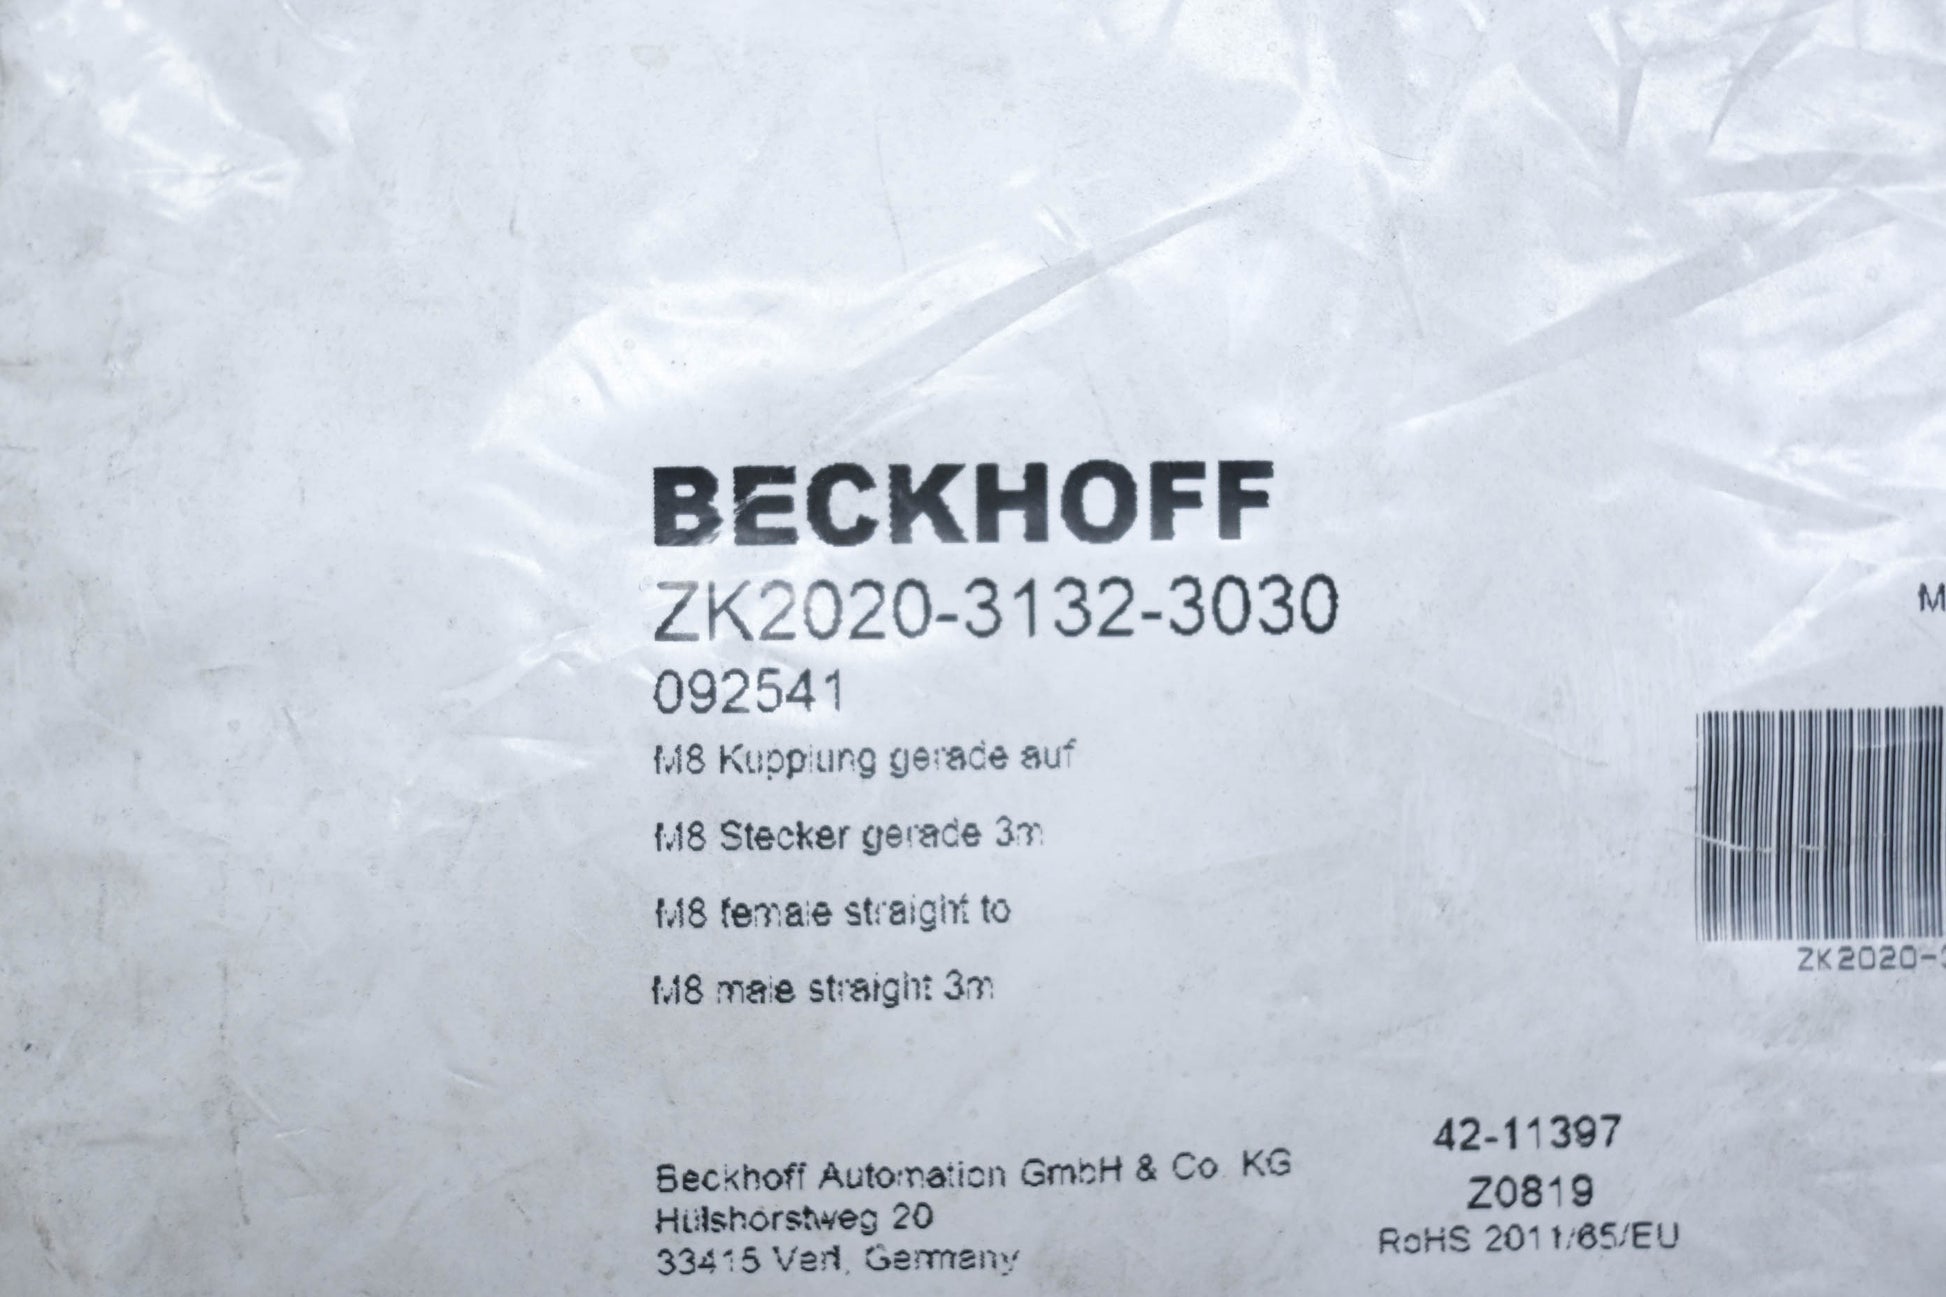 BECKHOFF
ZK2020-3132-3030
092541
M8 Kupplung gerade auf
M8 Stecker gerade 3m
M8 female straight to
M8 male straight 3m
M
ZK2020-3
42-11397
Z0819
RoHS 2011/65/EU
Beckhoff Automation GmbH & Co. KG
Hülshorstweg 20
33415 Verl, Germany